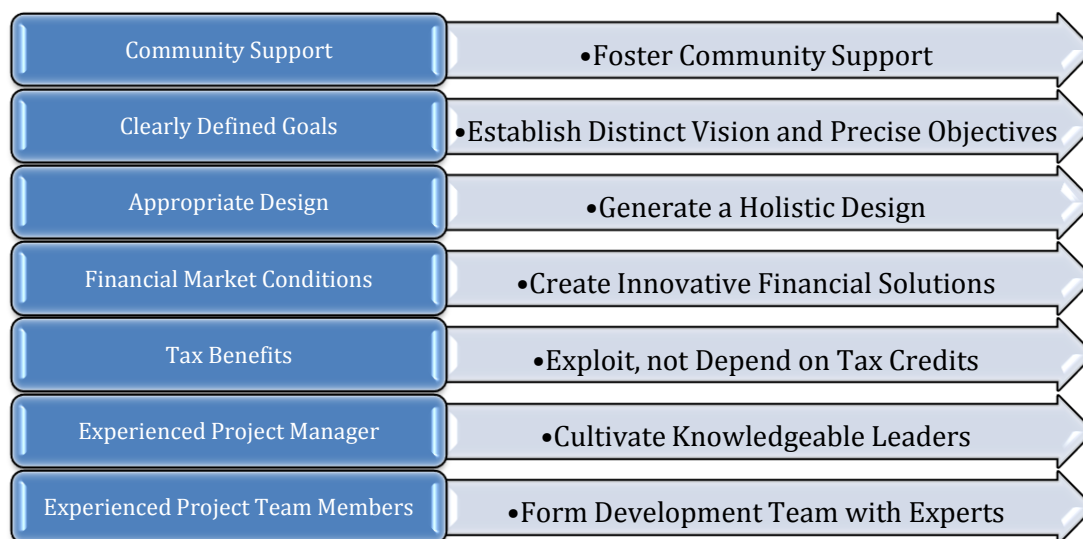 Community Support
•Foster Community Support
Clearly Defined Goals
•Establish Distinct Vision and Precise Objectives
Appropriate Design
•Generate a Holistic Design
Financial Market Conditions
•Create Innovative Financial Solutions
Tax Benefits
•Exploit, not Depend on Tax Credits
Experienced Project Manager
•Cultivate Knowledgeable Leaders
Experienced Project Team Members
•Form Development Team with Experts